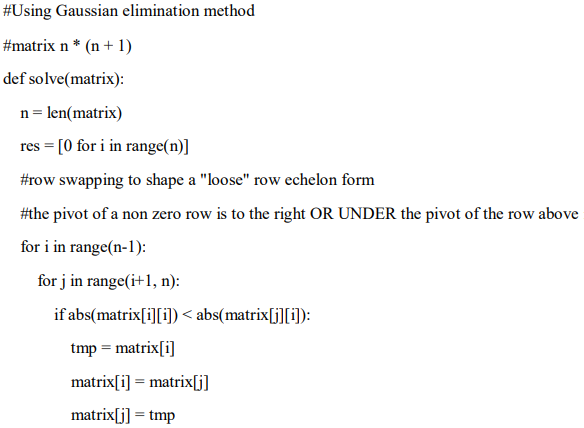 #Using Gaussian elimination method
#matrix n * (n + 1)
def solve(matrix):
n = len(matrix)
res = [0 for i in range(n)]
#row swapping to shape a "loose" row echelon form
#the pivot of a non zero row is to the right OR UNDER the pivot of the row above
for i in range(n-1):
for j in range(i+1, n):
if abs(matrix[i][i]) < abs(matrix[j][i]):
tmp = matrix[i]
matrix[i] = matrix[j]
matrix[j] = tmp